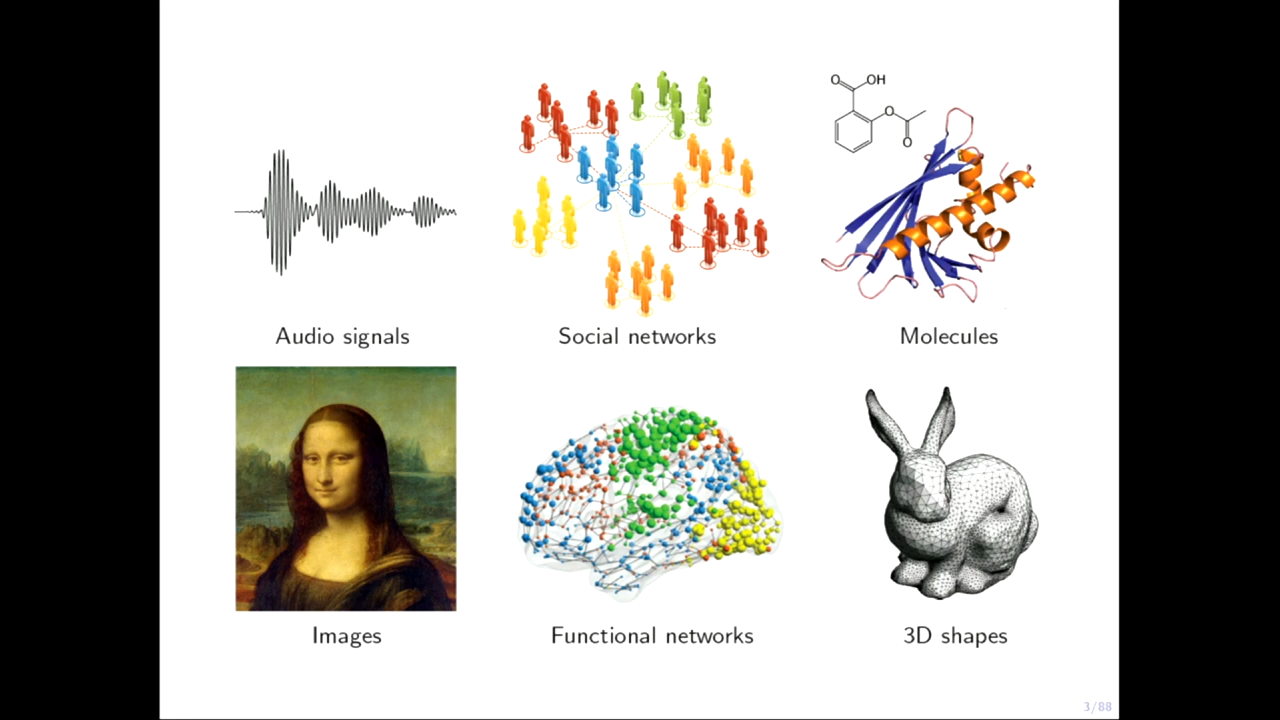 O
OH
O
O
Audio signals
Social networks
Molecules
Images
Functional networks
3D shapes
3/88